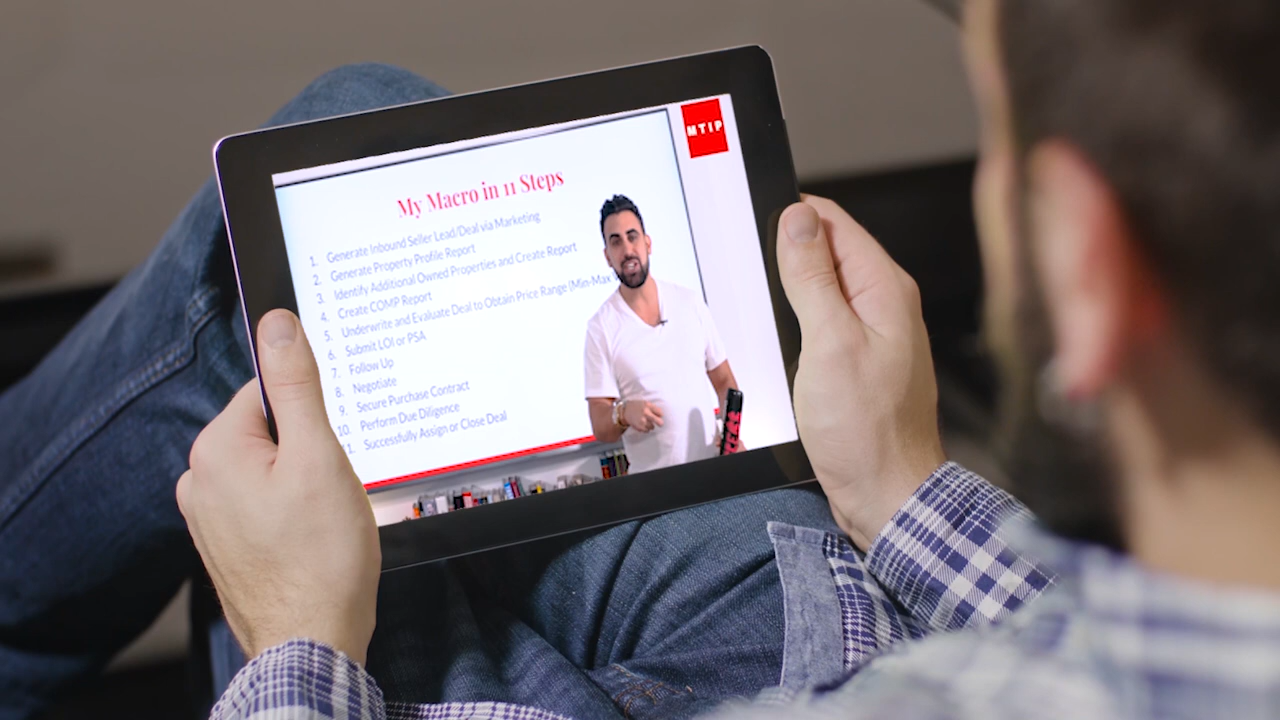 MTIP
My Macro in 11 Steps
1. Generate Inbound Seller Lead/Deal via Marketing
2. Generate Property Profile Report
3. Identify Additional Owned Properties and Create Report
4. Create COMP Report
5. Underwrite and Evaluate Deal to Obtain Price Range (Min-Max
6. Submit LOI or PSA
7. Follow Up
8. Negotiate
9. Secure Purchase Contract
10. Perform Due Diligence
11. Successfully Assign or Close Deal